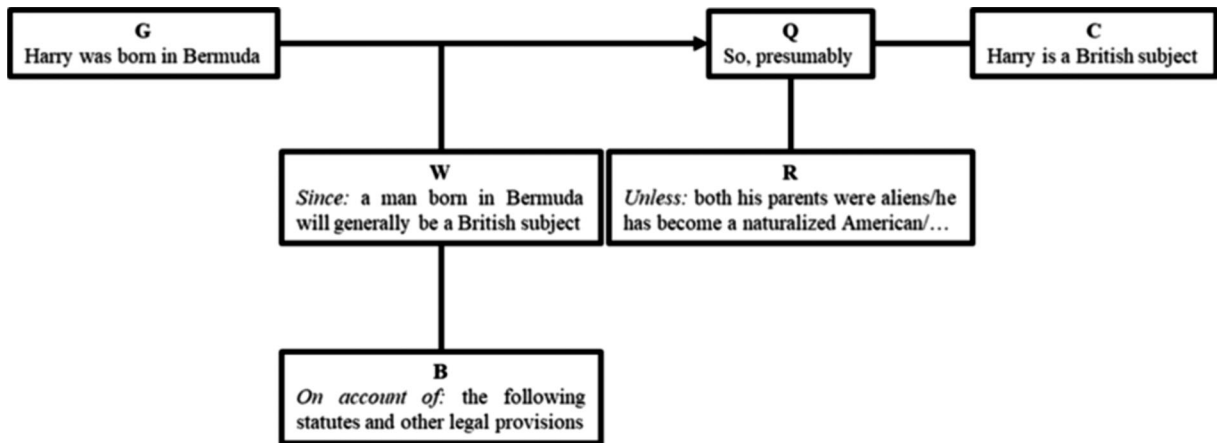 G
Harry was born in Bermuda
Q
So, presumably
C
Harry is a British subject
W
Since: a man born in Bermuda
will generally be a British subject
R
Unless: both his parents were aliens/he
has become a naturalized American/…
B
On account of: the following
statutes and other legal provisions